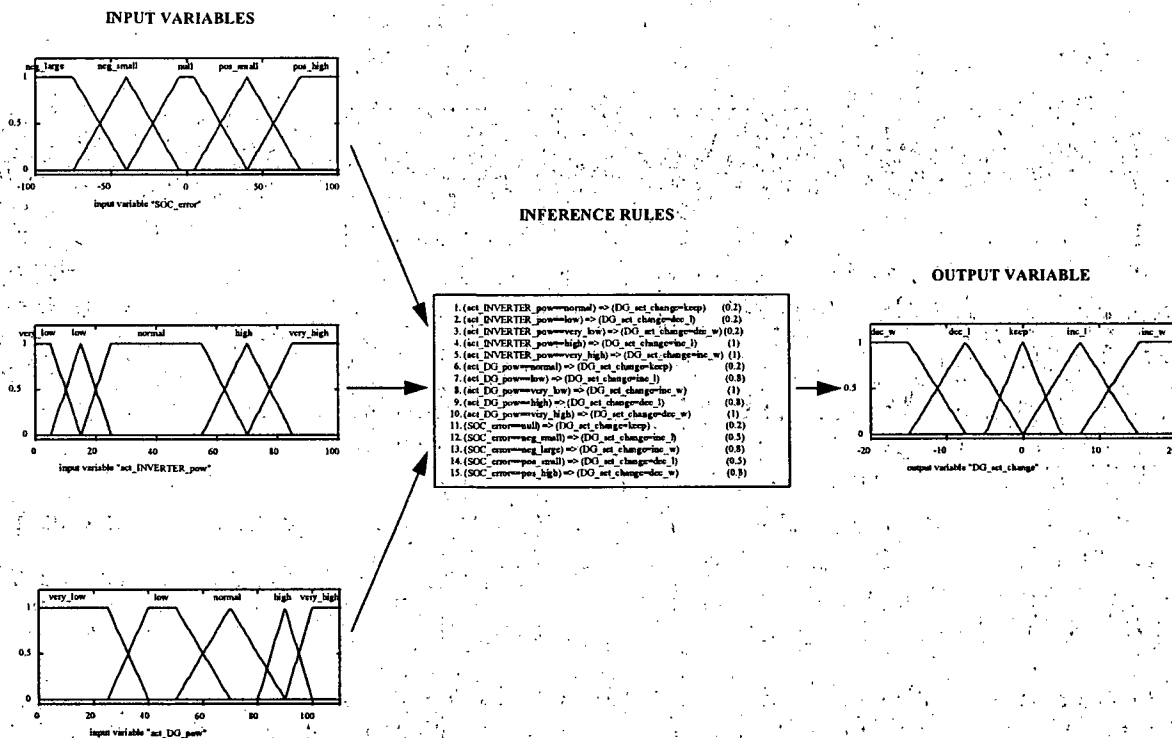 INPUT VARIABLES
neg_large neg_small null pos_small pos_high
1
0.5
0
-100 -50 0 50 100
input variable "SOC_error"
INFERENCE RULES
OUTPUT VARIABLE
very_low low normal high very_high
1
0.5
0
0 20 40 60 80 100
input variable "act_INVERTER_pow"
1. (act_INVERTER_pow==normal) => (DG_set_change=keep) (0.2)
2. (act_INVERTER_pow==low) => (DG_set_change=dec_l) (0.2)
3. (act_INVERTER_pow==very_low) => (DG_set_change=dec_w) (0.2)
4. (act_INVERTER_pow==high) => (DG_set_change=inc_l) (1)
5. (act_INVERTER_pow==very_high) => (DG_set_change=inc_w) (1)
6. (act_DG_pow==normal) => (DG_set_change=keep) (0.2)
7. (act_DG_pow==low) => (DG_set_change=inc_l) (0.8)
8. (act_DG_pow==very_low) => (DG_set_change=inc_w) (1)
9. (act_DG_pow==high) => (DG_set_change=dec_l) (0.8)
10. (act_DG_pow==very_high) => (DG_set_change=dec_w) (1)
11. (SOC_error==null) => (DG_set_change=keep) (0.2)
12. (SOC_error==neg_small) => (DG_set_change=inc_l) (0.5)
13. (SOC_error==neg_large) => (DG_set_change=inc_w) (0.8)
14. (SOC_error==pos_small) => (DG_set_change=dec_l) (0.5)
15. (SOC_error==pos_high) => (DG_set_change=dec_w) (0.8)
dec_w dec_l keep inc_l inc_w
1
0.5
0
-20 -10 0 10 20
output variable "DG_set_change"
very_low low normal high very_high
1
0.5
0
0 20 40 60 80 100
input variable "act_DG_pow"